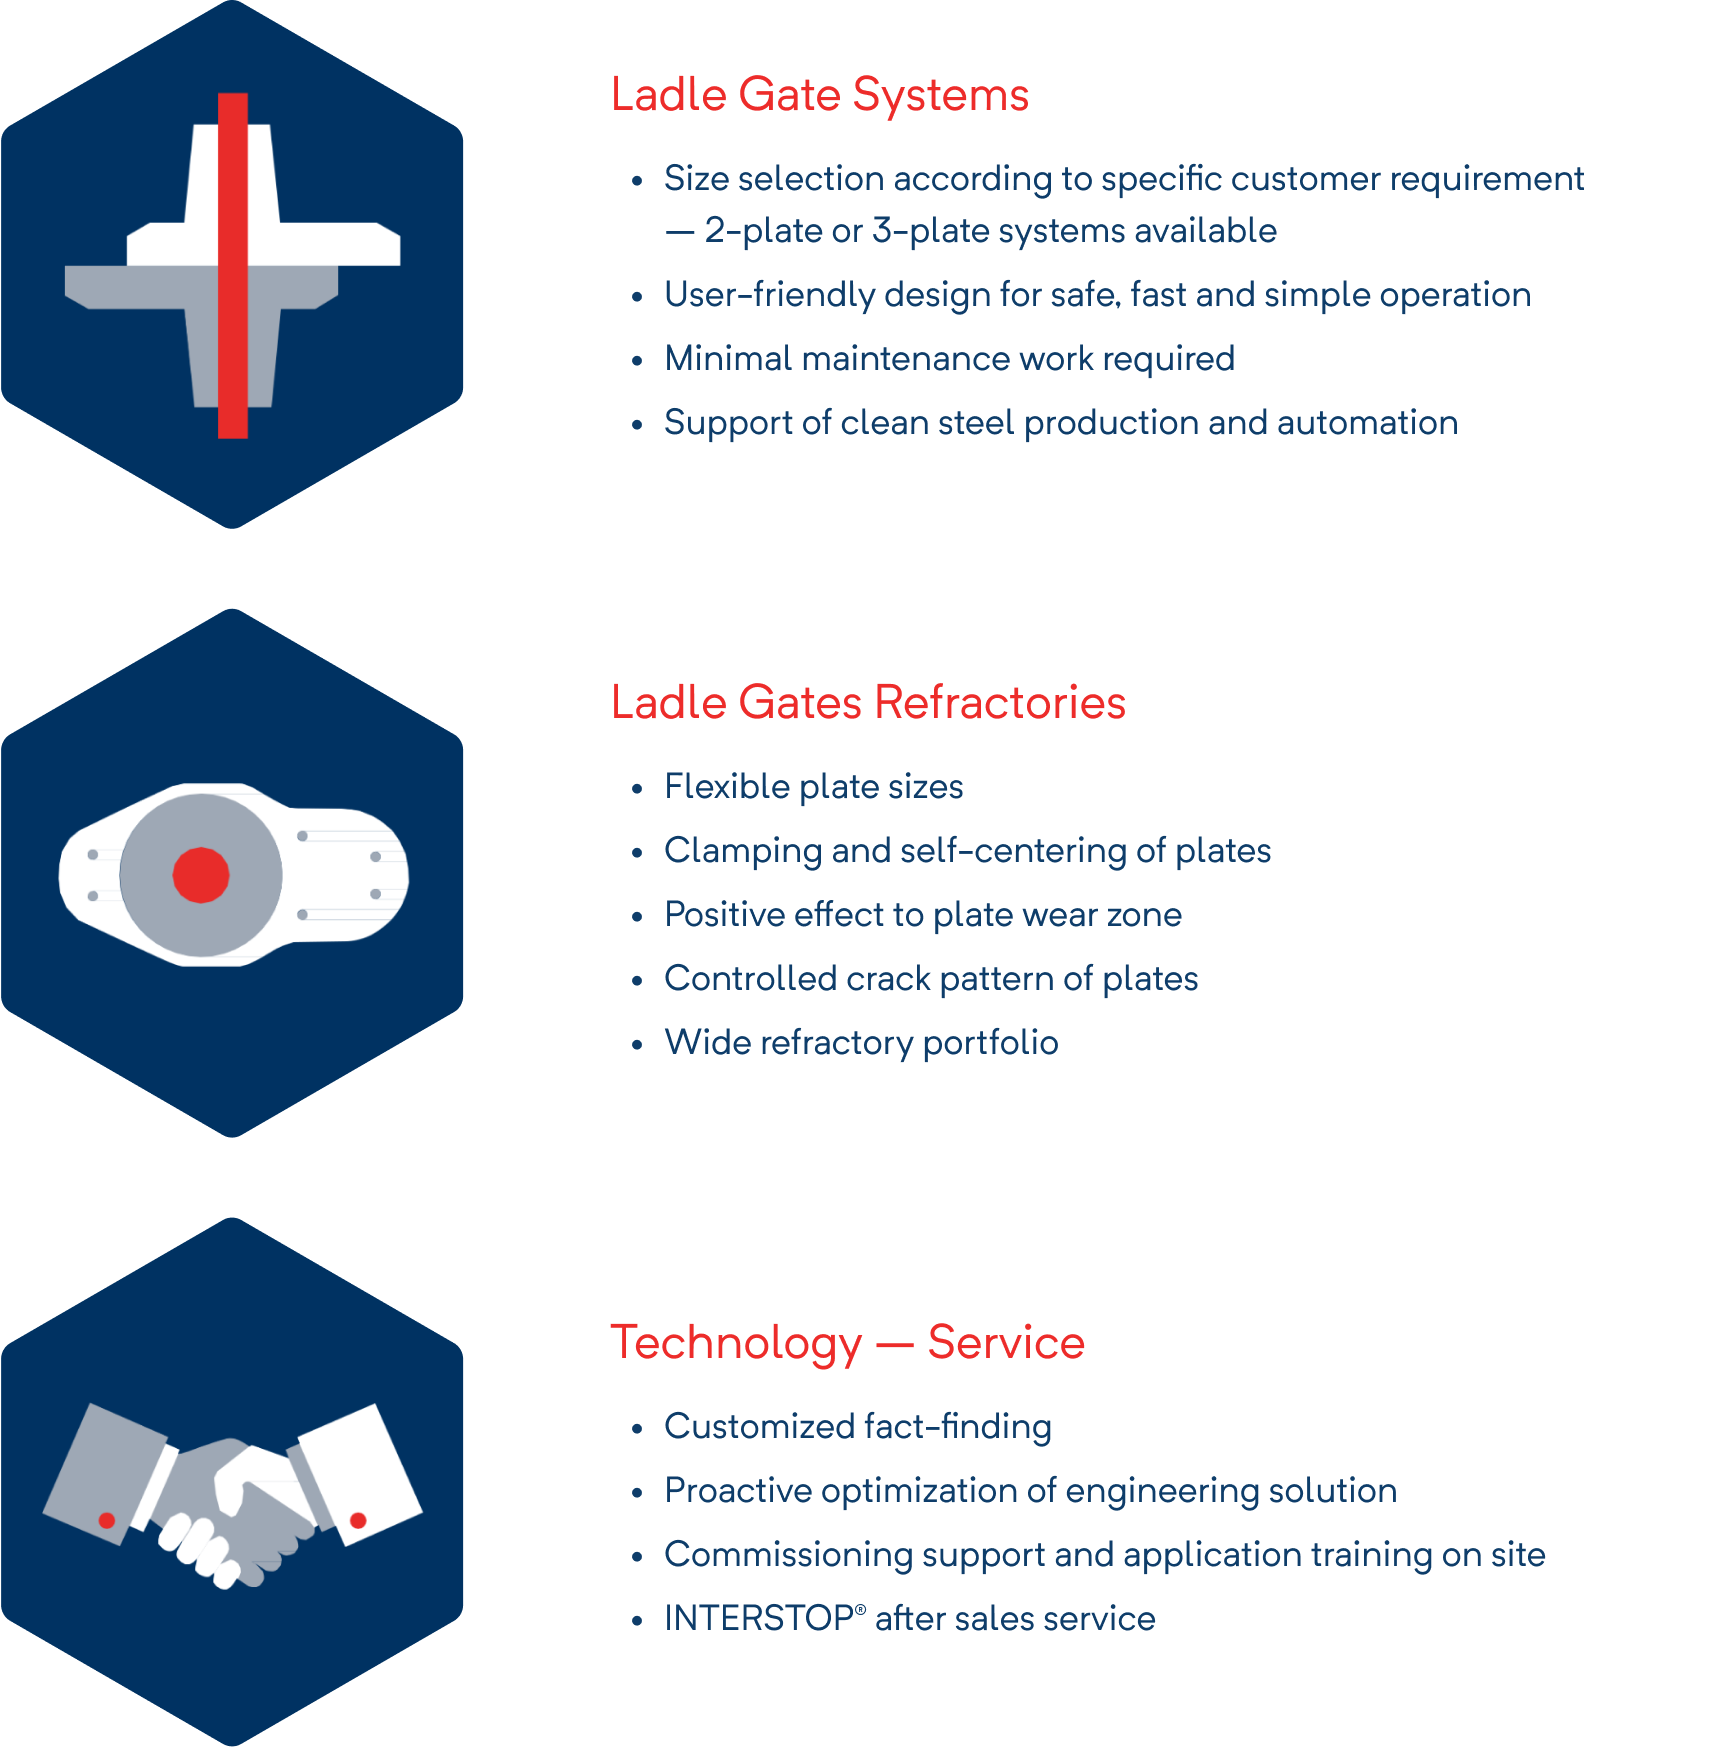 Ladle Gate Systems
• Size selection according to specific customer requirement
— 2-plate or 3-plate systems available
• User-friendly design for safe, fast and simple operation
• Minimal maintenance work required
• Support of clean steel production and automation
Ladle Gates Refractories
• Flexible plate sizes
• Clamping and self-centering of plates
• Positive effect to plate wear zone
• Controlled crack pattern of plates
• Wide refractory portfolio
Technology — Service
• Customized fact-finding
• Proactive optimization of engineering solution
• Commissioning support and application training on site
• INTERSTOP® after sales service